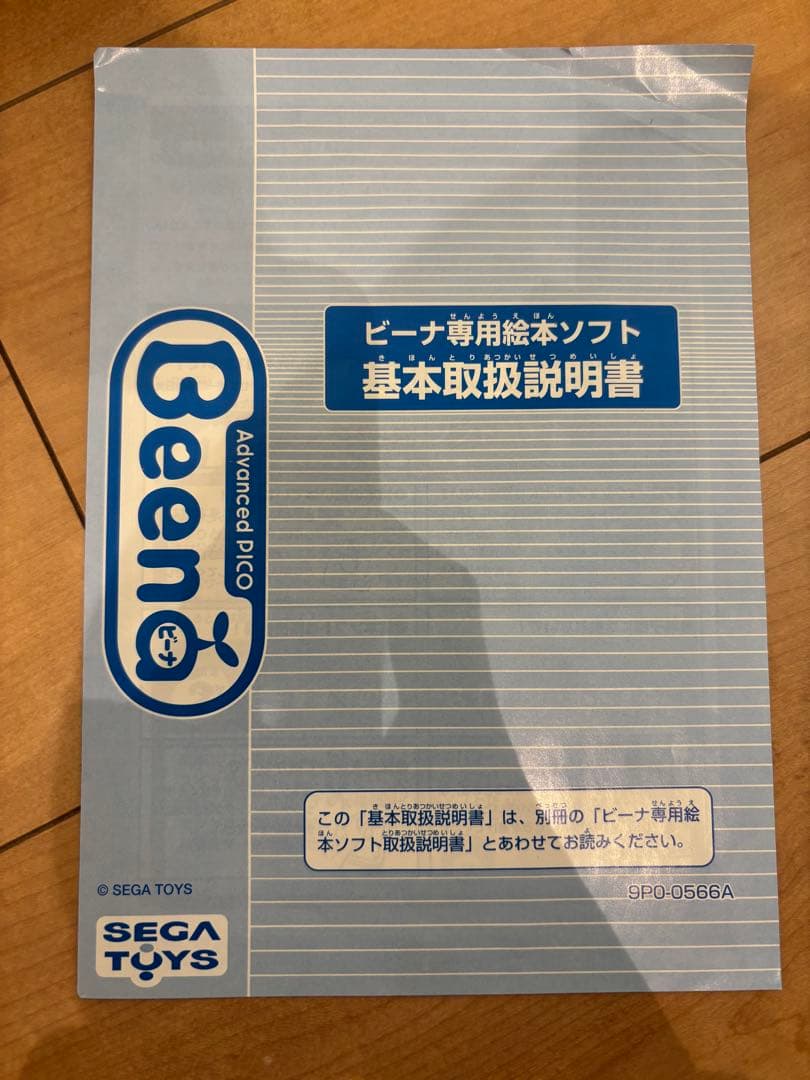 ビーナ専用絵本ソフト
基本取扱説明書
Beena
ビーナ
Advanced PICO
この「基本取扱説明書」は、別冊の「ビーナ専用絵
本ソフト取扱説明書」とあわせてお読みください。
© SEGA TOYS
9P0-0566A
SEGA
TOYS